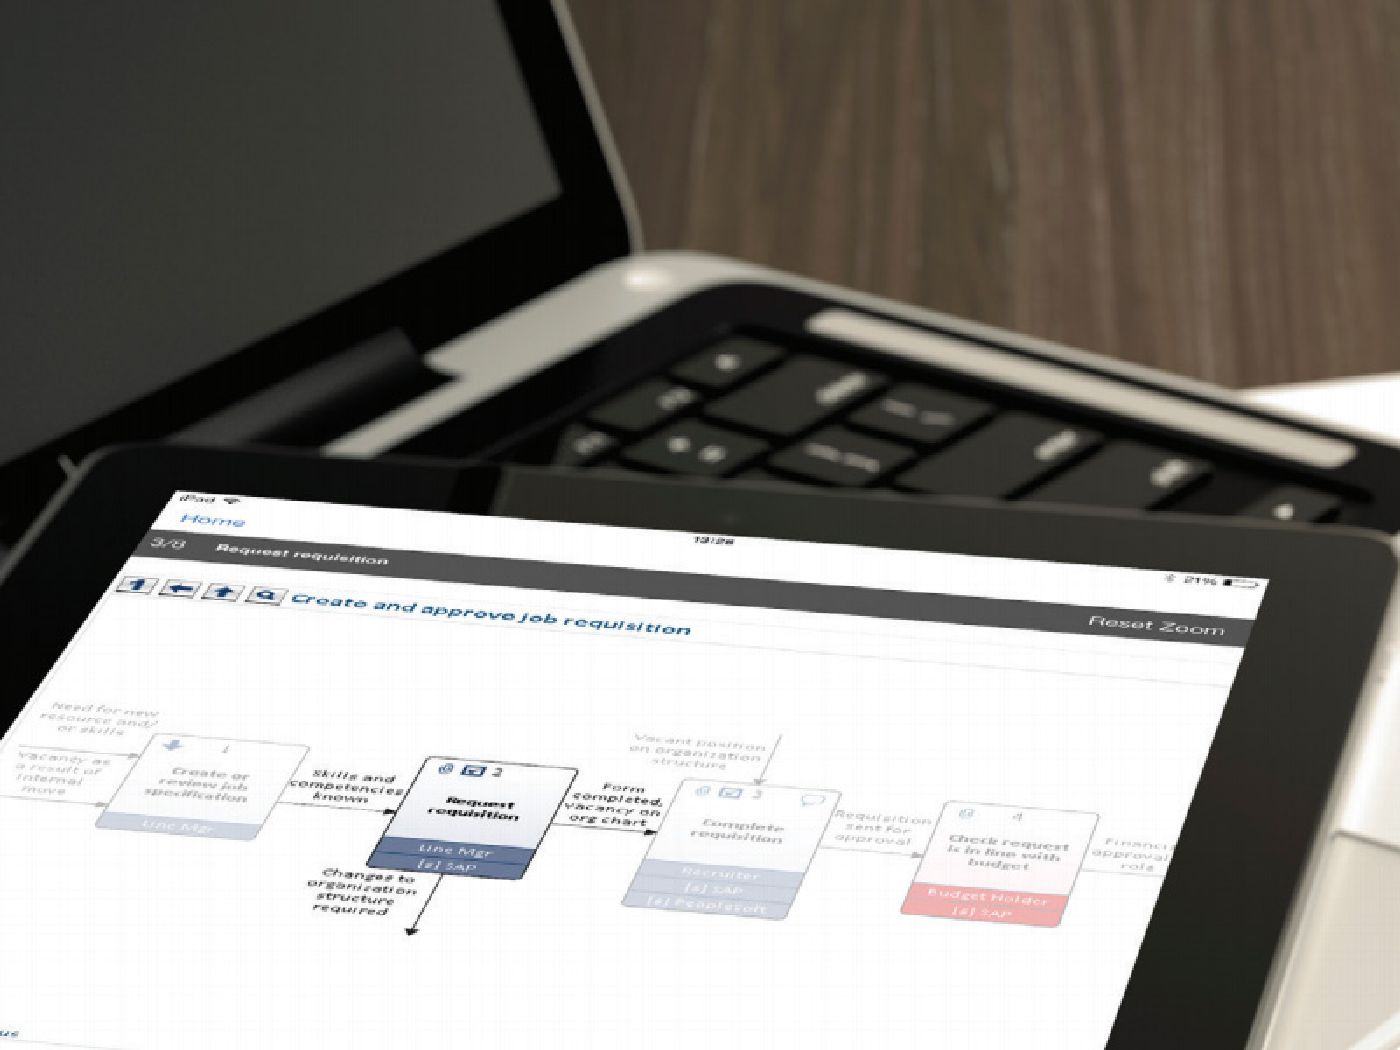 iPad
13:28
21%
Home
3/8 Request requisition
Reset Zoom
Create and approve job requisition
Need for new
resource and/
or skills
Vacancy as
a result of
internal
move
1
Create or
review job
specification
Line Mgr
Skills and
competencies
known
2
Request
requisition
Line Mgr
[s] SAP
Changes to
organization
structure
required
Form
completed,
vacancy on
org chart
Vacant position
on organization
structure
3
Complete
requisition
Recruiter
[s] SAP
[s] Peoplesoft
Requisition
sent for
approval
4
Check request
is in line with
budget
Budget Holder
[s] SAP
Financi
approval
role